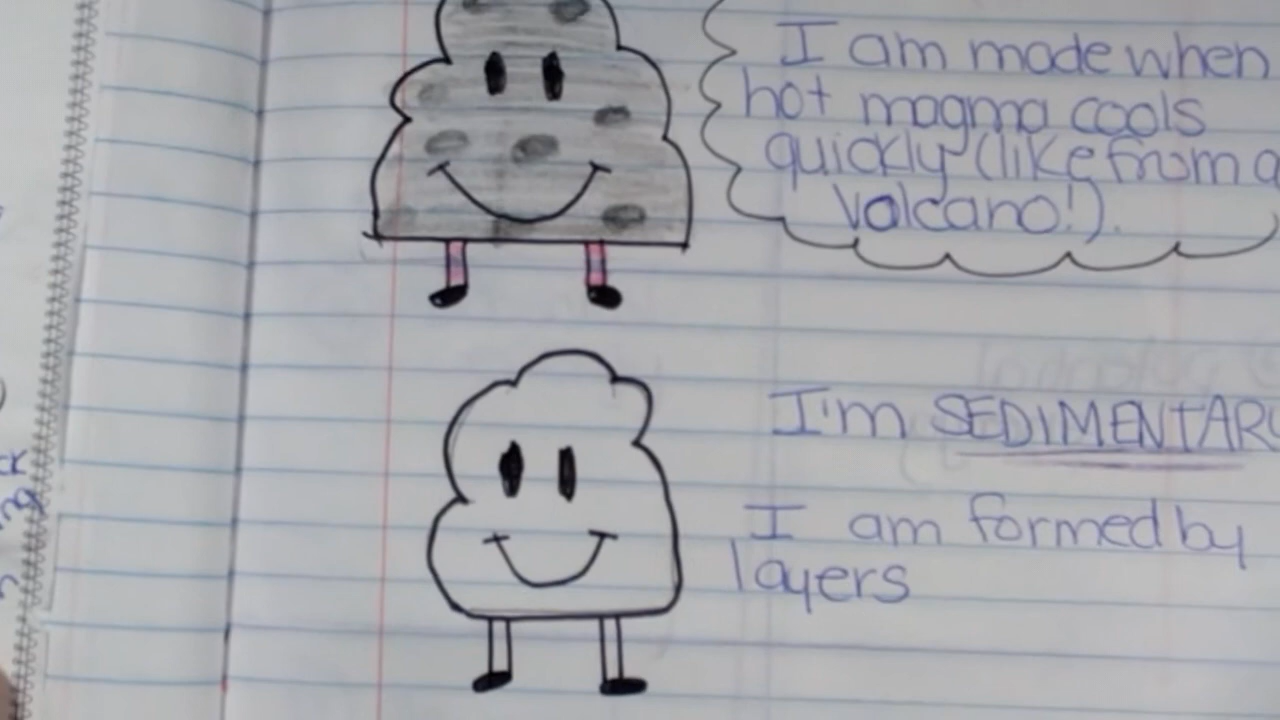 I am made when
hot magma cools
quickly (like from a
volcano!).
I'm SEDIMENTARY
I am formed by
layers